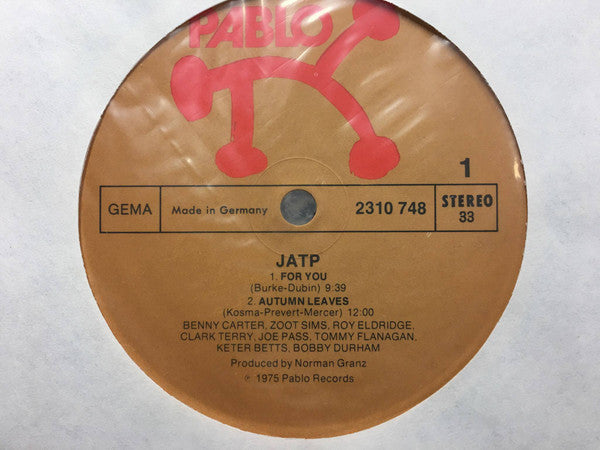 PABLO
1
GEMA Made in Germany 2310 748 STEREO
33
JATP
1. FOR YOU
(Burke-Dubin) 9:39
2. AUTUMN LEAVES
(Kosma-Prevert-Mercer) 12:00
BENNY CARTER, ZOOT SIMS, ROY ELDRIDGE,
CLARK TERRY, JOE PASS, TOMMY FLANAGAN,
KETER BETTS, BOBBY DURHAM
Produced by Norman Granz
℗ 1975 Pablo Records